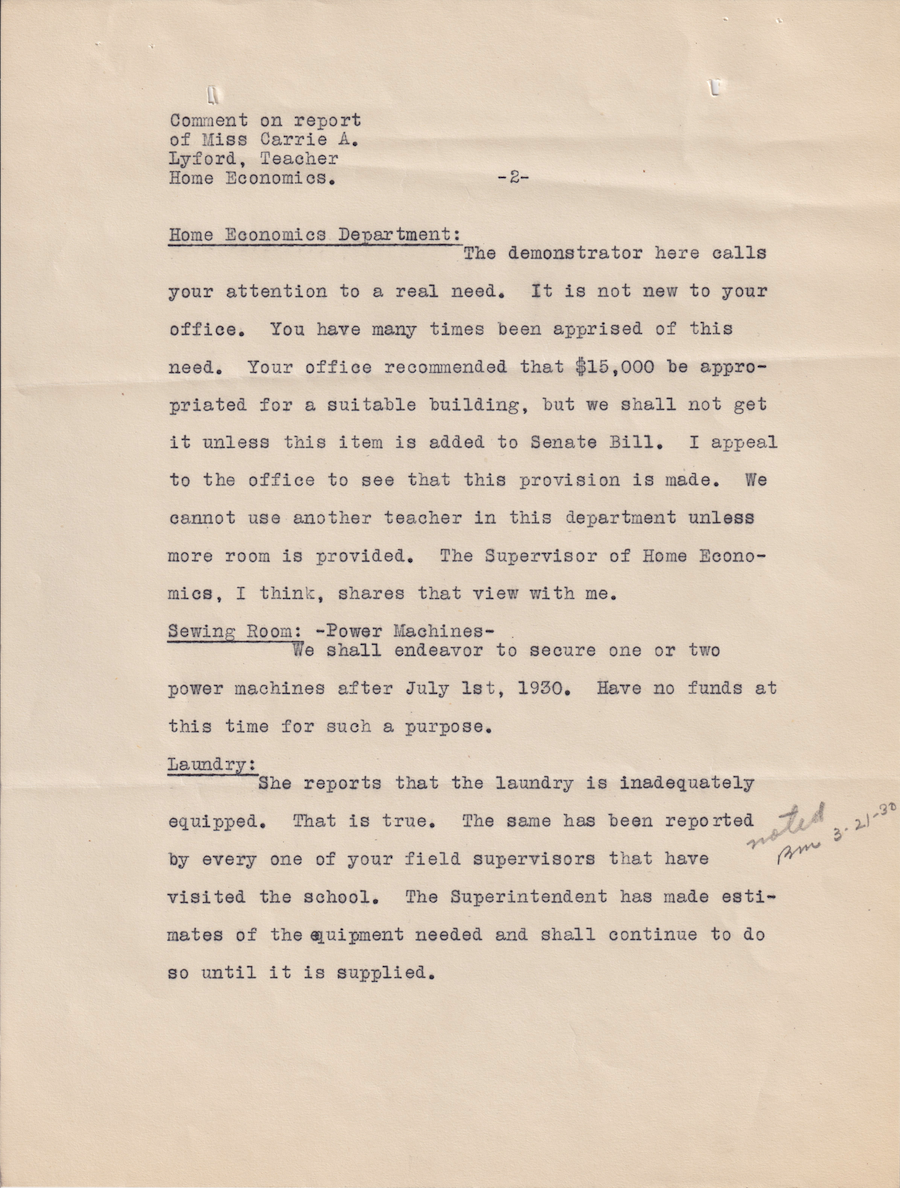 Comment on report
of Miss Carrie A.
Lyford, Teacher
Home Economics. -2-
Home Economics Department:
The demonstrator here calls
your attention to a real need. It is not new to your
office. You have many times been apprised of this
need. Your office recommended that $15,000 be appro-
priated for a suitable building, but we shall not get
it unless this item is added to Senate Bill. I appeal
to the office to see that this provision is made. We
cannot use another teacher in this department unless
more room is provided. The Supervisor of Home Econo-
mics, I think, shares that view with me.
Sewing Room: -Power Machines-
We shall endeavor to secure one or two
power machines after July 1st, 1930. Have no funds at
this time for such a purpose.
Laundry:
She reports that the laundry is inadequately
equipped. That is true. The same has been reported
by every one of your field supervisors that have
visited the school. The Superintendent has made esti-
mates of the equipment needed and shall continue to do
so until it is supplied.
noted
3-21-30